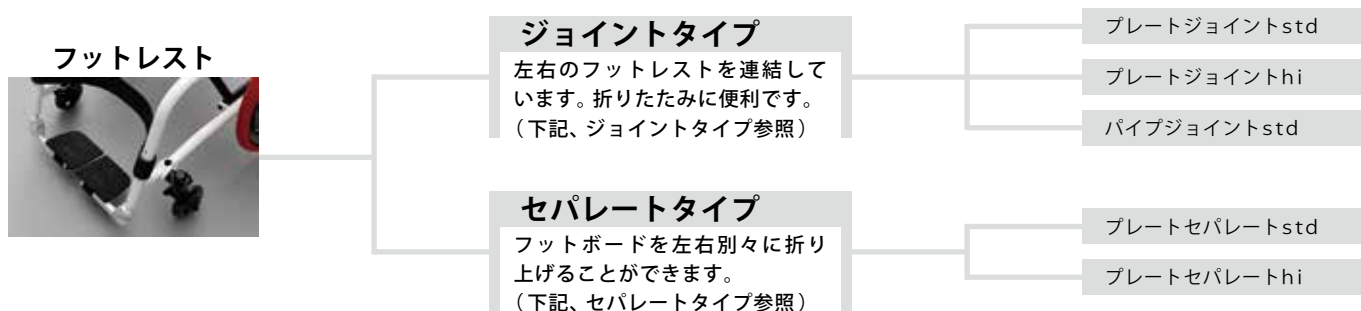 フットレスト
ジョイントタイプ
左右のフットレストを連結して
います。折りたたみに便利です。
（下記、ジョイントタイプ参照）
プレートジョイントstd
プレートジョイントhi
パイプジョイントstd
セパレートタイプ
フットボードを左右別々に折り
上げることができます。
（下記、セパレートタイプ参照）
プレートセパレートstd
プレートセパレートhi